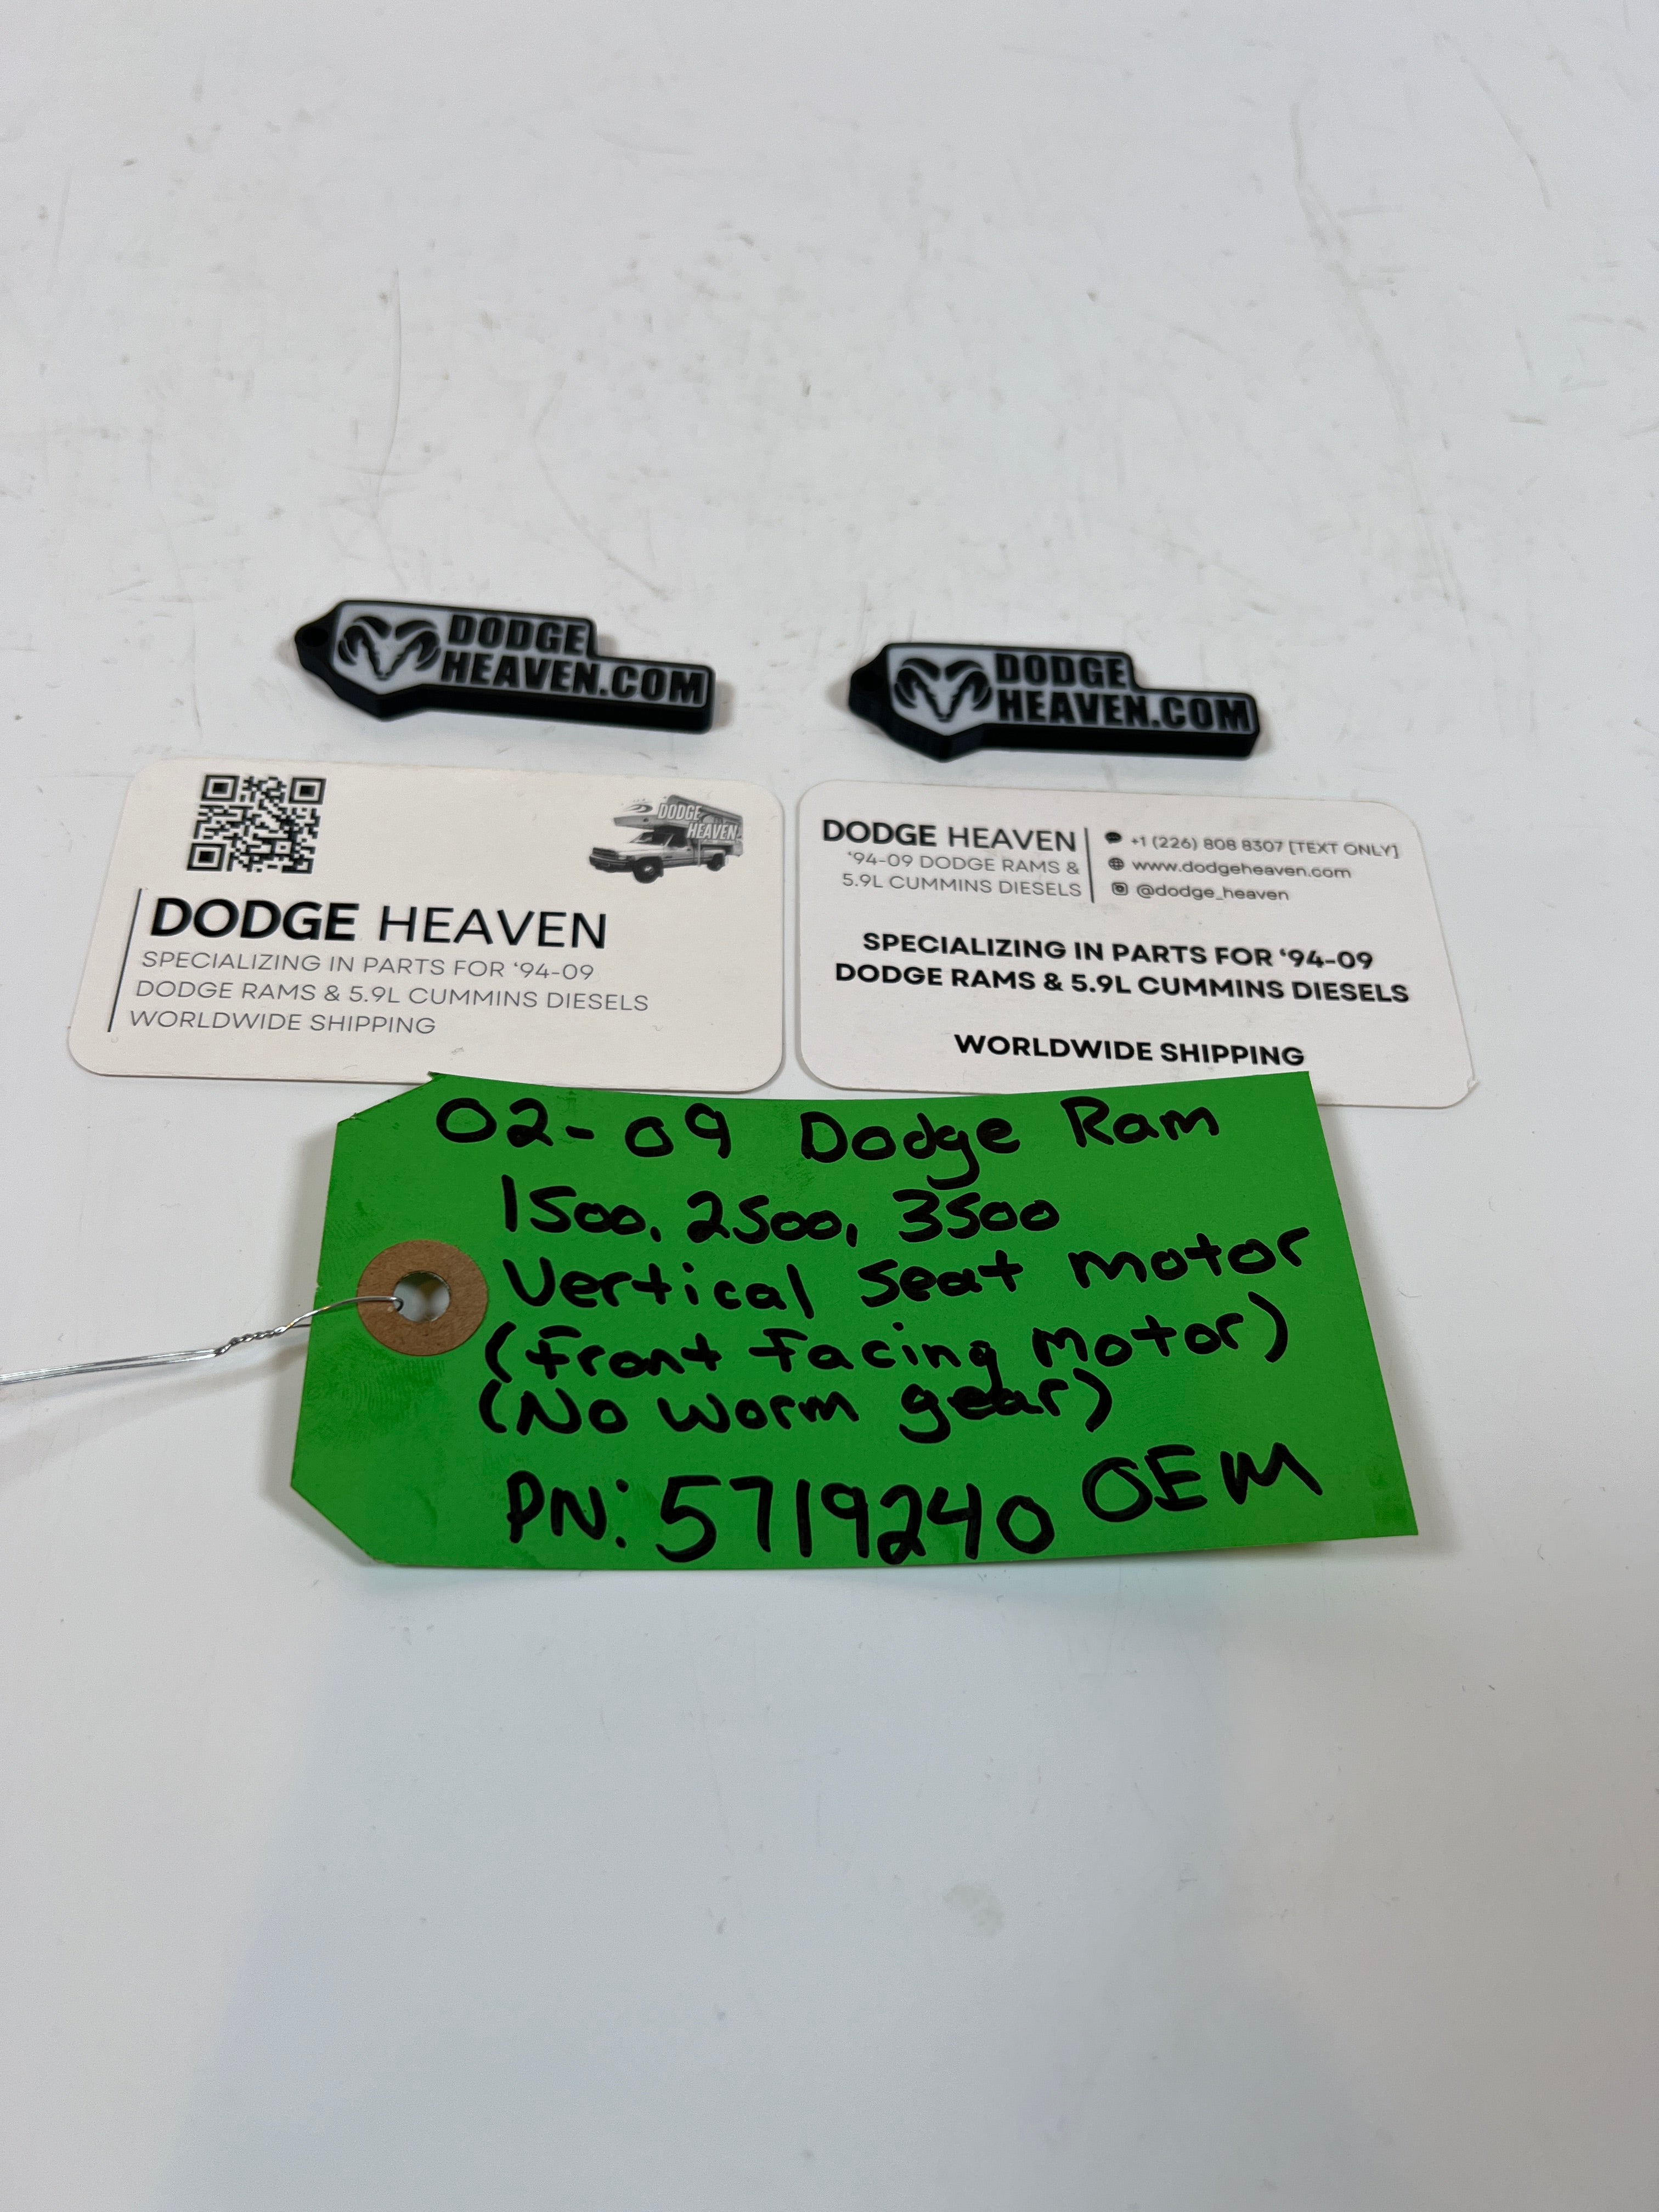 DODGE
HEAVEN.COM
DODGE
HEAVEN.COM
DODGE
HEAVEN
DODGE HEAVEN
SPECIALIZING IN PARTS FOR ‘94-09
DODGE RAMS & 5.9L CUMMINS DIESELS
WORLDWIDE SHIPPING
DODGE HEAVEN
‘94-09 DODGE RAMS &
5.9L CUMMINS DIESELS
+1 (226) 808 8307 [TEXT ONLY]
www.dodgeheaven.com
@dodge_heaven
SPECIALIZING IN PARTS FOR ‘94-09
DODGE RAMS & 5.9L CUMMINS DIESELS
WORLDWIDE SHIPPING
02-09 Dodge Ram
1500, 2500, 3500
Vertical seat motor
(Front Facing Motor)
(No worm gear)
PN: 5719240 OEM